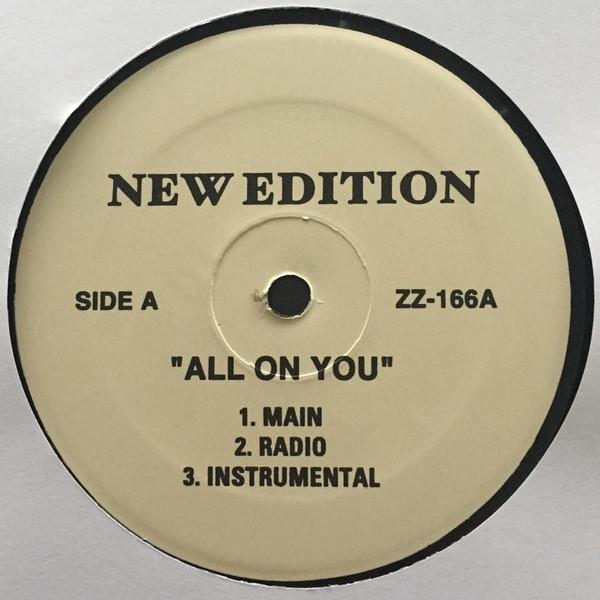 NEW EDITION
SIDE A
ZZ-166A
"ALL ON YOU"
1. MAIN
2. RADIO
3. INSTRUMENTAL